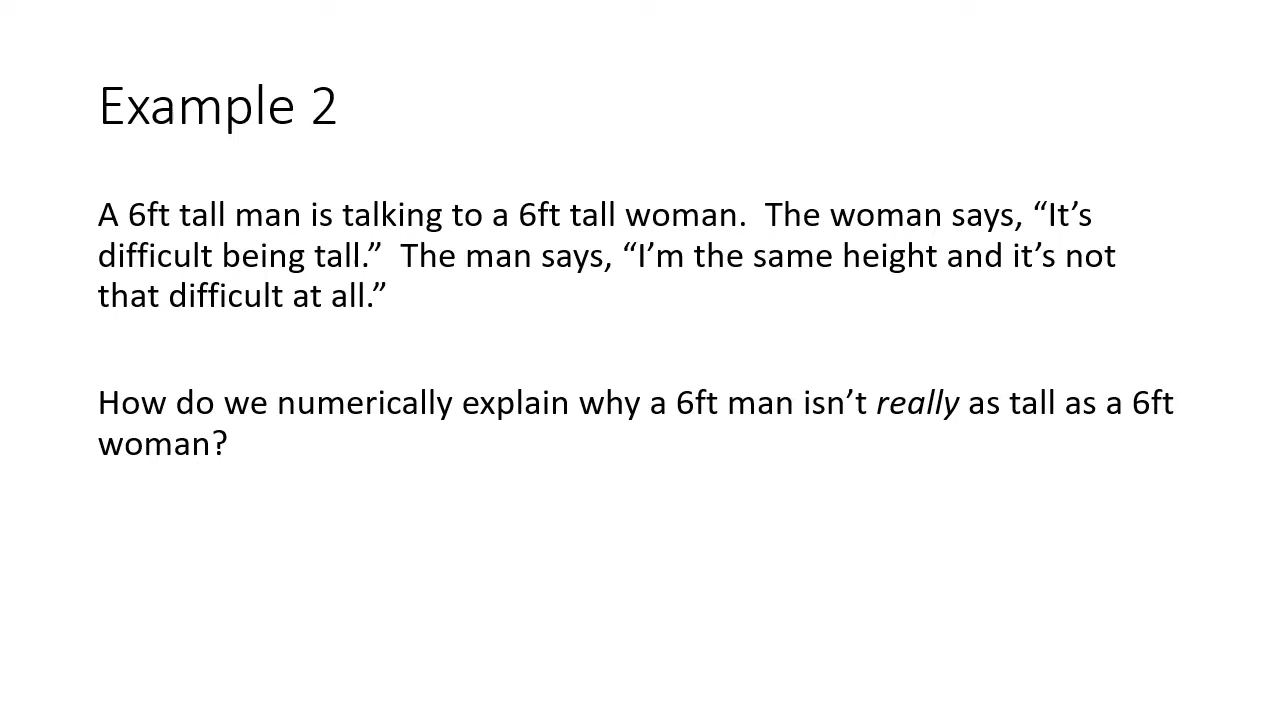 Example 2
A 6ft tall man is talking to a 6ft tall woman.  The woman says, “It’s
difficult being tall.”  The man says, “I’m the same height and it’s not
that difficult at all.”
How do we numerically explain why a 6ft man isn’t really as tall as a 6ft
woman?